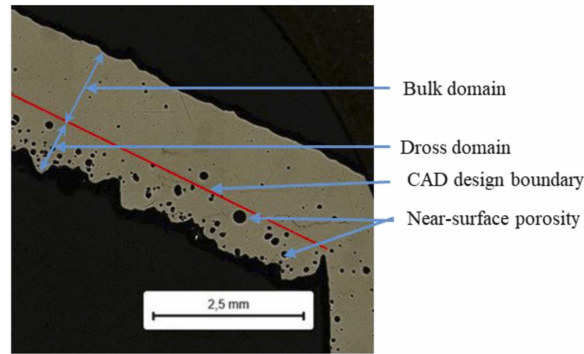 Bulk domain
Dross domain
CAD design boundary
Near-surface porosity
2,5 mm